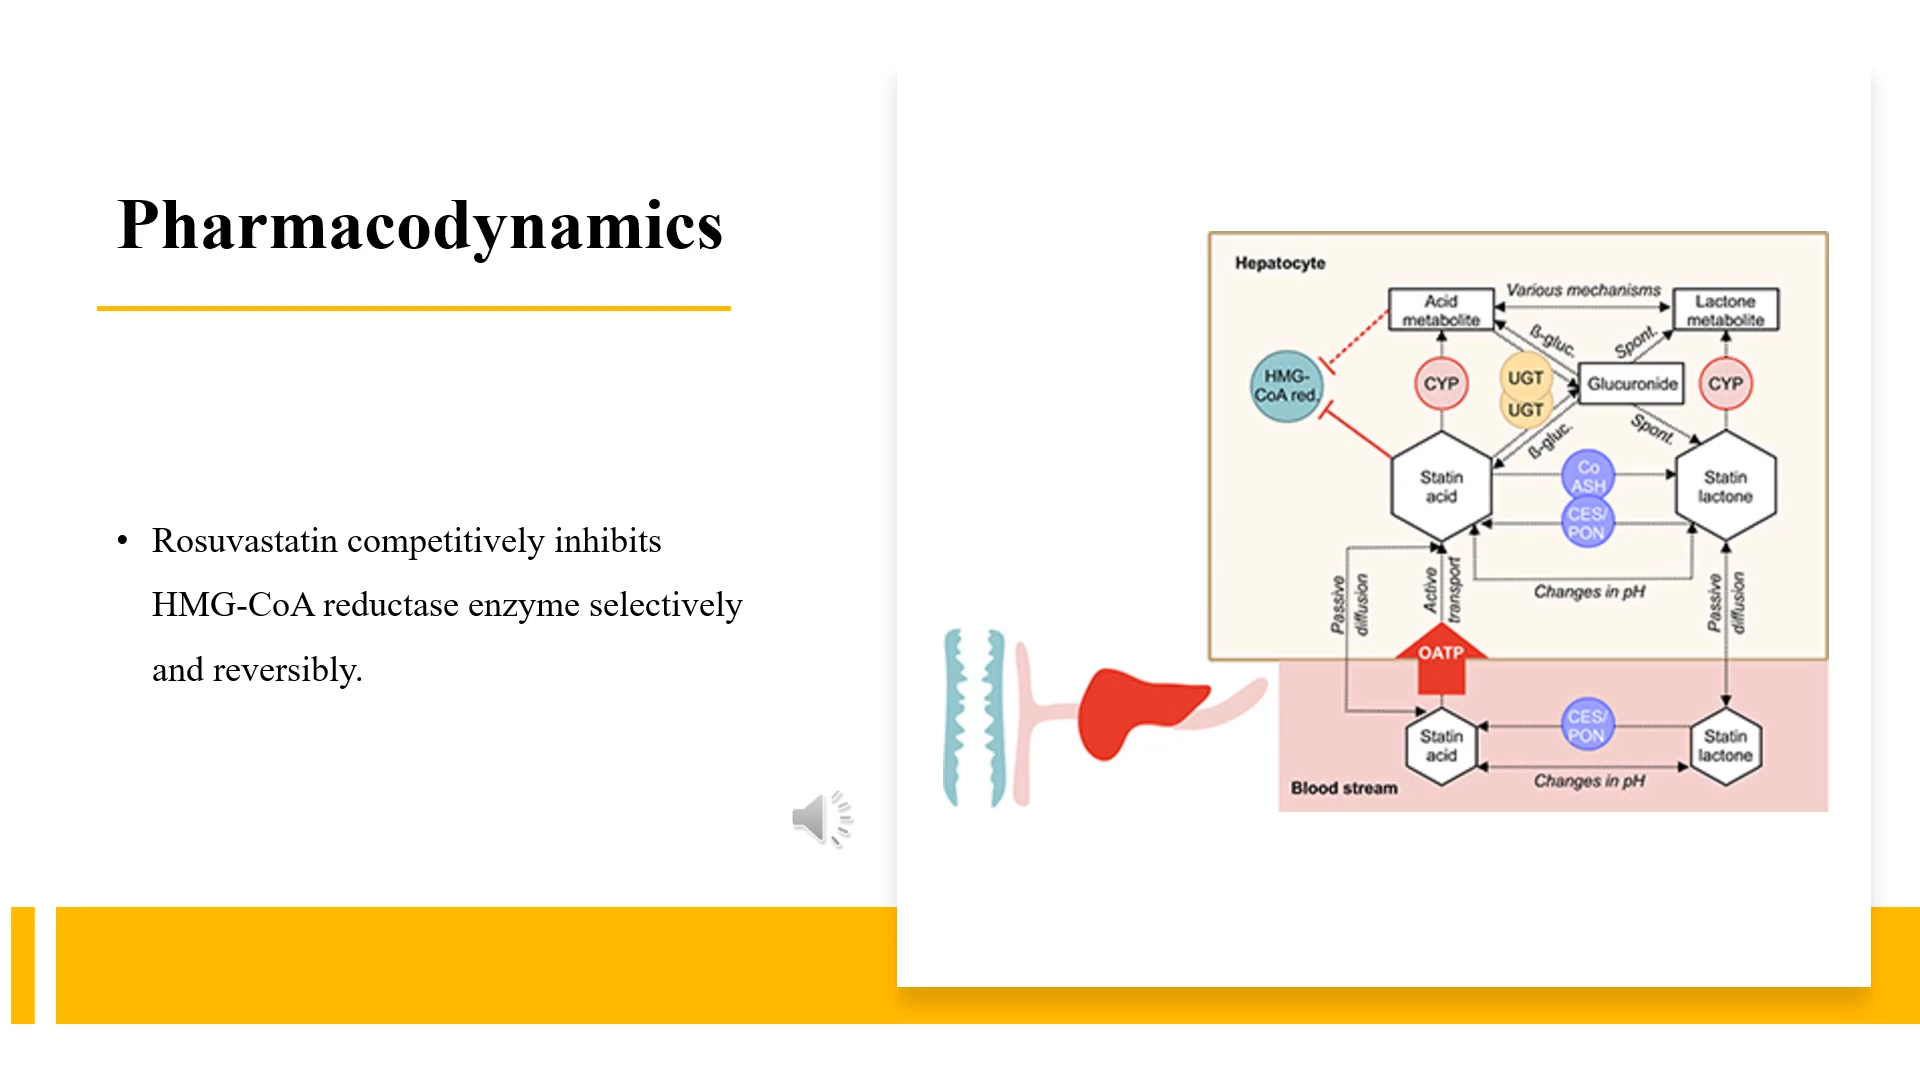 Pharmacodynamics
• Rosuvastatin competitively inhibits
HMG-CoA reductase enzyme selectively
and reversibly.
Hepatocyte
Acid
metabolite
Various mechanisms
Lactone
metabolite
ß-gluc.
Spont.
HMG-
CoA red.
CYP
UGT
UGT
Glucuronide
CYP
ß-gluc.
Spont.
Statin
acid
Co
ASH
CES/
PON
Statin
lactone
Changes in pH
Passive
diffusion
Active
transport
Passive
diffusion
OATP
Statin
acid
CES/
PON
Statin
lactone
Changes in pH
Blood stream